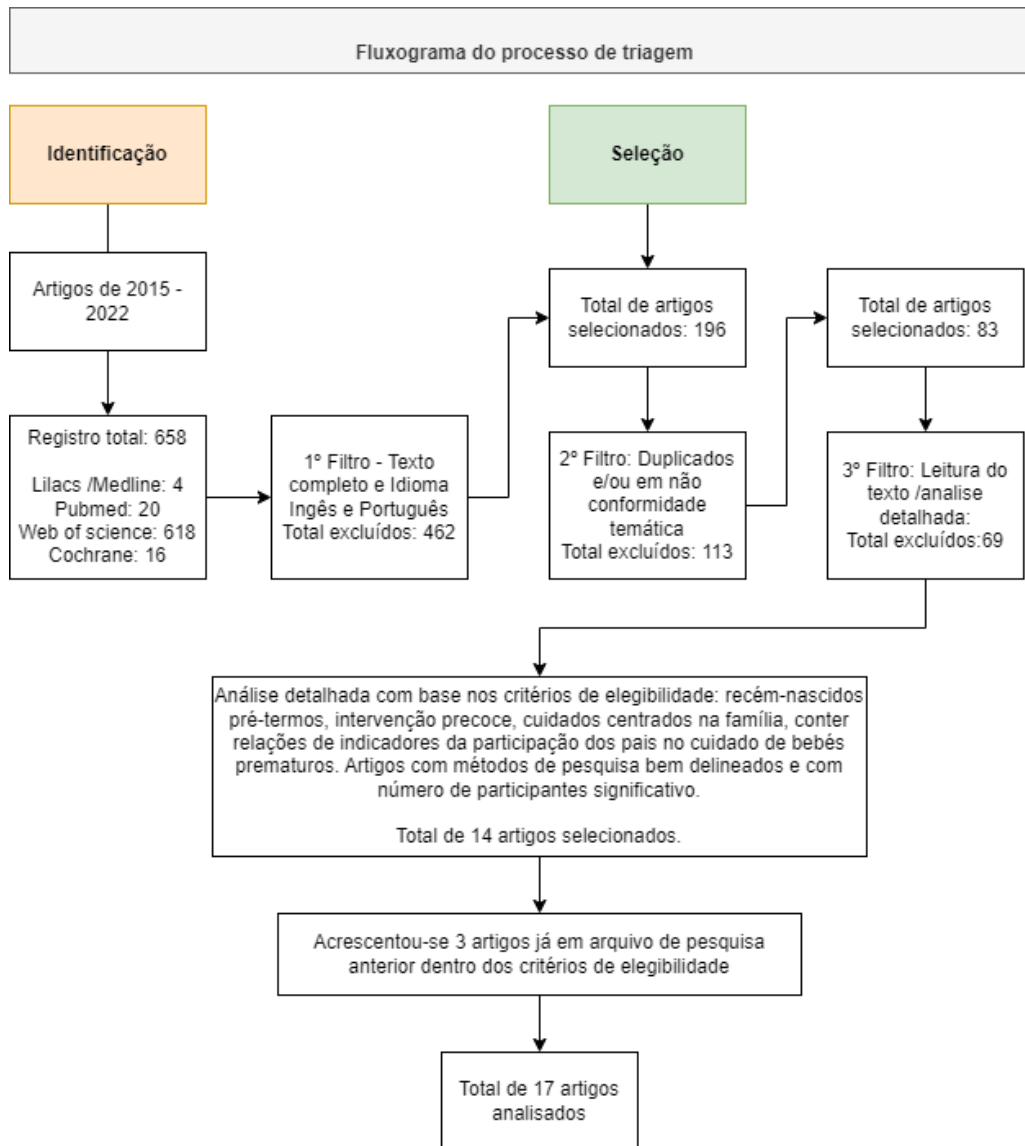 Fluxograma do processo de triagem
Identificação
Artigos de 2015 -
2022
Registro total: 658
Lilacs /Medline: 4
Pubmed: 20
Web of science: 618
Cochrane: 16
1º Filtro - Texto
completo e Idioma
Ingês e Português
Total excluídos: 462
Seleção
Total de artigos
selecionados: 196
2º Filtro: Duplicados
e/ou em não
conformidade
temática
Total excluídos: 113
Total de artigos
selecionados: 83
3º Filtro: Leitura do
texto /analise
detalhada:
Total excluídos:69
Análise detalhada com base nos critérios de elegibilidade: recém-nascidos
pré-termos, intervenção precoce, cuidados centrados na família, conter
relações de indicadores da participação dos pais no cuidado de bebés
prematuros. Artigos com métodos de pesquisa bem delineados e com
número de participantes significativo.
Total de 14 artigos selecionados.
Acrescentou-se 3 artigos já em arquivo de pesquisa
anterior dentro dos critérios de elegibilidade
Total de 17 artigos
analisados